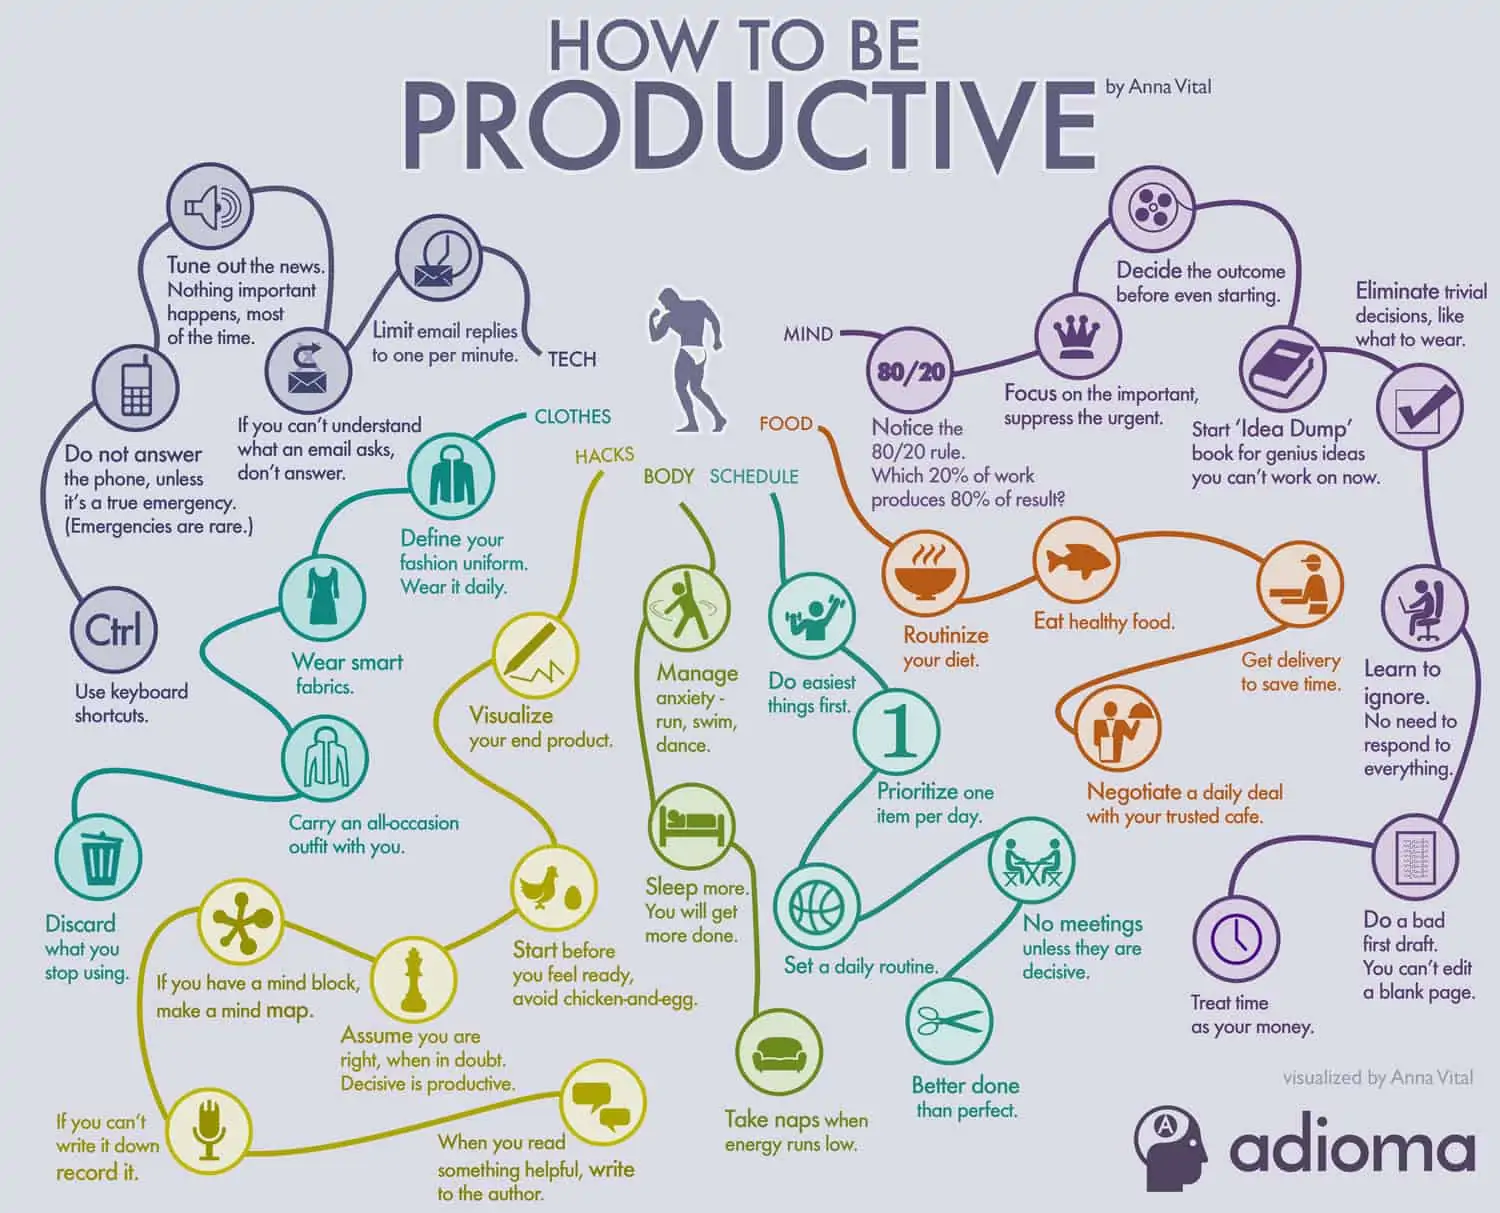 HOW TO BE
PRODUCTIVE
by Anna Vital
TECH
Limit email replies
to one per minute.
If you can't understand
what an email asks,
don't answer.
Tune out the news.
Nothing important
happens, most
of the time.
Do not answer
the phone, unless
it's a true emergency.
(Emergencies are rare.)
Ctrl
Use keyboard
shortcuts.
CLOTHES
Define your
fashion uniform.
Wear it daily.
Wear smart
fabrics.
Carry an all-occasion
outfit with you.
Discard
what you
stop using.
HACKS
Visualize
your end product.
Start before
you feel ready,
avoid chicken-and-egg.
Assume you are
right, when in doubt.
Decisive is productive.
If you have a mind block,
make a mind map.
If you can't
write it down
record it.
When you read
something helpful, write
to the author.
BODY
Manage
anxiety -
run, swim,
dance.
Sleep more.
You will get
more done.
Take naps when
energy runs low.
SCHEDULE
Do easiest
things first.
1
Prioritize one
item per day.
Set a daily routine.
No meetings
unless they are
decisive.
Better done
than perfect.
FOOD
Routinize
your diet.
Eat healthy food.
Get delivery
to save time.
Negotiate a daily deal
with your trusted cafe.
MIND
80/20
Notice the
80/20 rule.
Which 20% of work
produces 80% of result?
Focus on the important,
suppress the urgent.
Decide the outcome
before even starting.
Start 'Idea Dump'
book for genius ideas
you can't work on now.
Eliminate trivial
decisions, like
what to wear.
Learn to
ignore.
No need to
respond to
everything.
Do a bad
first draft.
You can't edit
a blank page.
Treat time
as your money.
visualized by Anna Vital
A
adioma